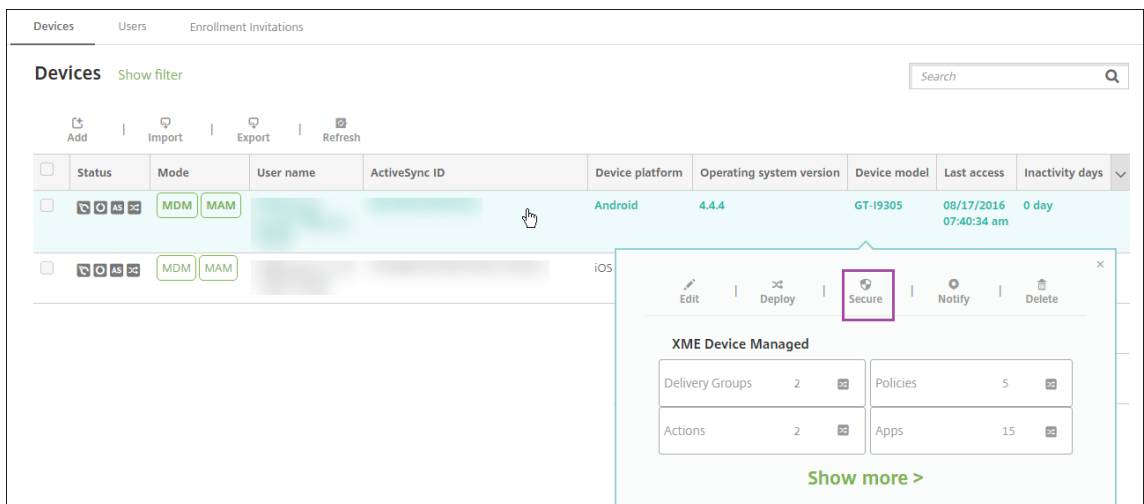 Devices Users Enrollment Invitations
Devices Show filter
Search
Add | Import | Export | Refresh
Status Mode User name ActiveSync ID Device platform Operating system version Device model Last access Inactivity days
AS MDM MAM Android 4.4.4 GT-I9305 08/17/2016 0 day
07:40:34 am
AS MDM MAM iOS
×
Edit | Deploy | Secure | Notify | Delete
XME Device Managed
Delivery Groups 2 Policies 5
Actions 2 Apps 15
Show more >